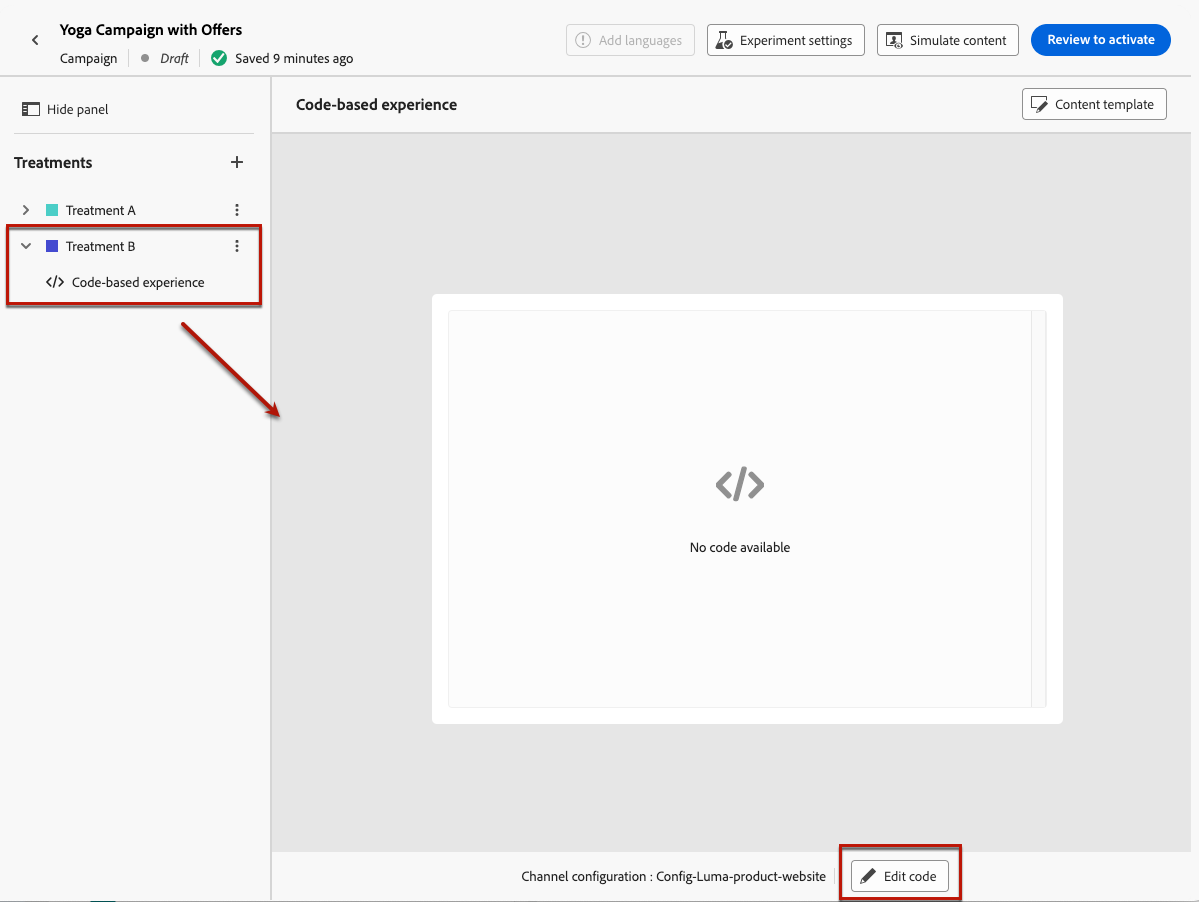 Yoga Campaign with Offers
Campaign Draft Saved 9 minutes ago
Add languages
Experiment settings
Simulate content
Review to activate
Hide panel
Treatments
Treatment A
Treatment B
</> Code-based experience
Code-based experience
Content template
</>
No code available
Channel configuration : Config-Luma-product-website
Edit code